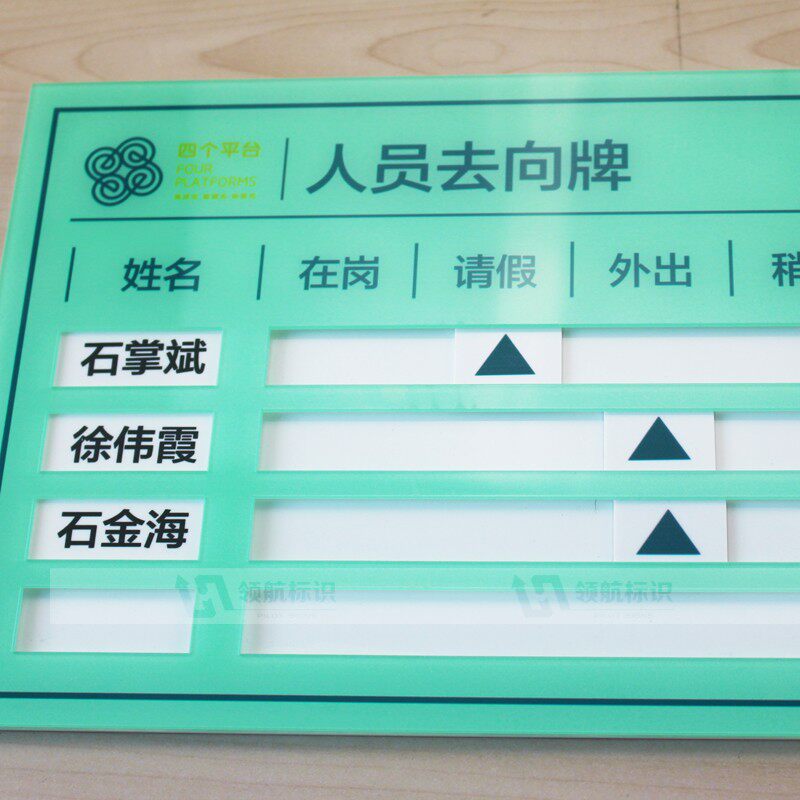 四个平台
FOUR
PLATFORMS
人员去向牌
姓名 在岗 请假 外出 稍
石掌斌
徐伟霞
石金海
领航标识 领航标识